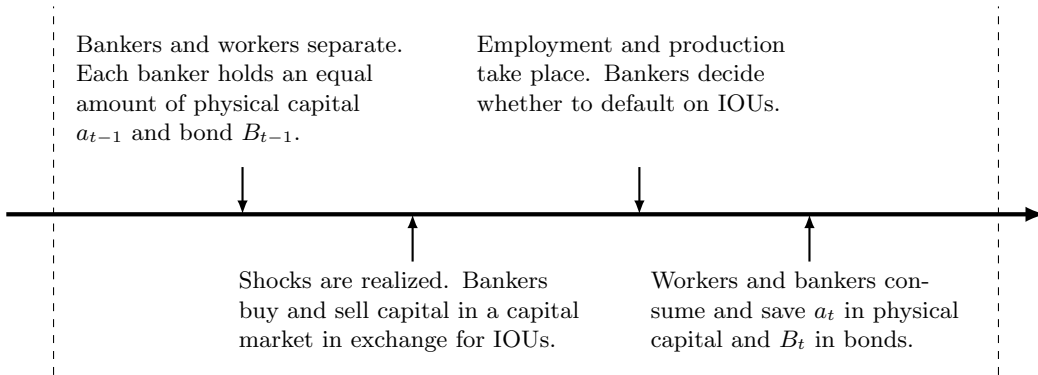 Bankers and workers separate.
Each banker holds an equal
amount of physical capital
a_{t−1} and bond B_{t−1}.
Employment and production
take place. Bankers decide
whether to default on IOUs.
Shocks are realized. Bankers
buy and sell capital in a capital
market in exchange for IOUs.
Workers and bankers con-
sume and save a_t in physical
capital and B_t in bonds.